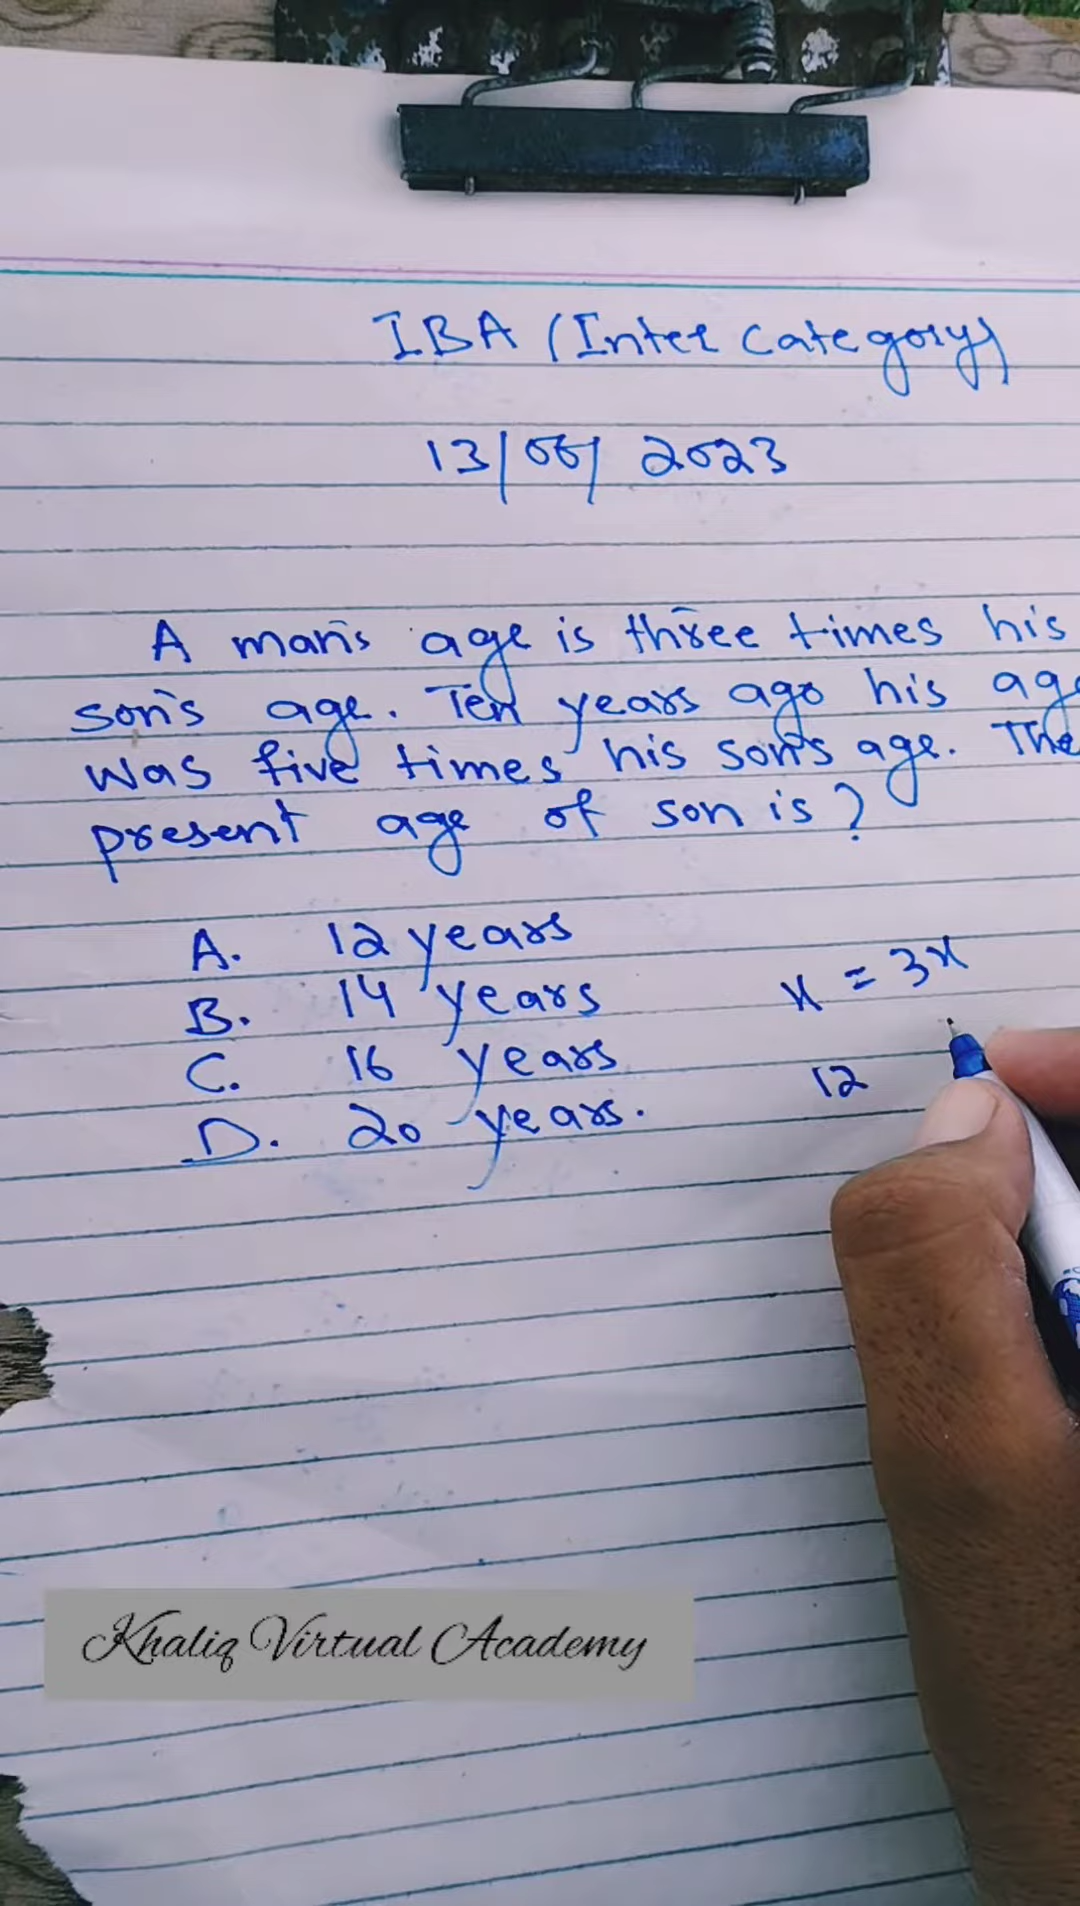 IBA (Inter Category)
13/08/2023
A man's age is three times his
son's age. Ten years ago his age
was five times his son's age. The
present age of son is?
A. 12 years
B. 14 years
x = 3x
C. 16 years
12
D. 20 years.
Khaliq Virtual Academy